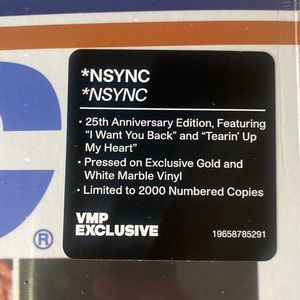 *NSYNC
*NSYNC
• 25th Anniversary Edition, Featuring
“I Want You Back” and “Tearin’ Up
My Heart”
• Pressed on Exclusive Gold and
White Marble Vinyl
• Limited to 2000 Numbered Copies
VMP
EXCLUSIVE
19658785291
®